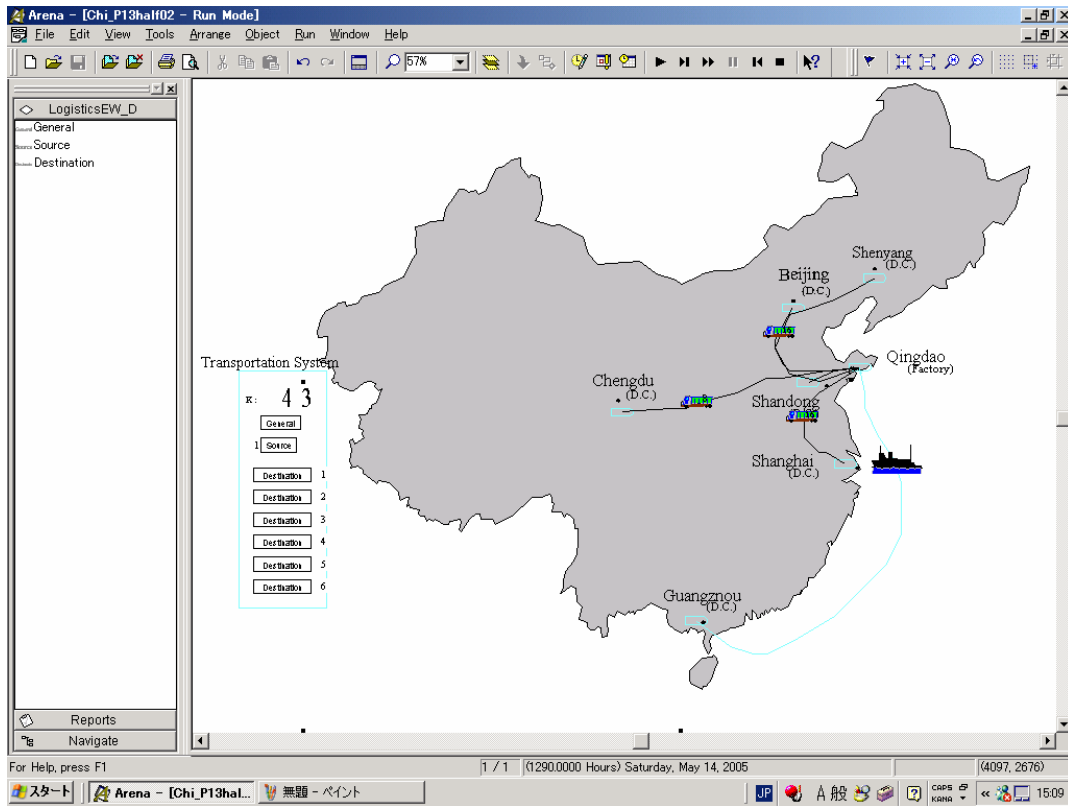 Arena - [Chi_P13half02 - Run Mode]
File Edit View Tools Arrange Object Run Window Help
57%
LogisticsEW_D
General General
Source Source
Destination
Shenyang
(D.C.)
Beijing
(D.C.)
Qingdao
(Factory)
Transportation System
K: 43
General
1 Source
Destination 1
Destination 2
Destination 3
Destination 4
Destination 5
Destination 6
Chengdu
(D.C.)
Shandong
Shanghai
(D.C.)
Guangznou
(D.C.)
Reports
Navigate
For Help, press F1
1 / 1 (1290.0000 Hours) Saturday, May 14, 2005 (4097, 2676)
スタート Arena - [Chi_P13hal... 無題 - ペイント JP A 般 CAPS KANA « 15:09